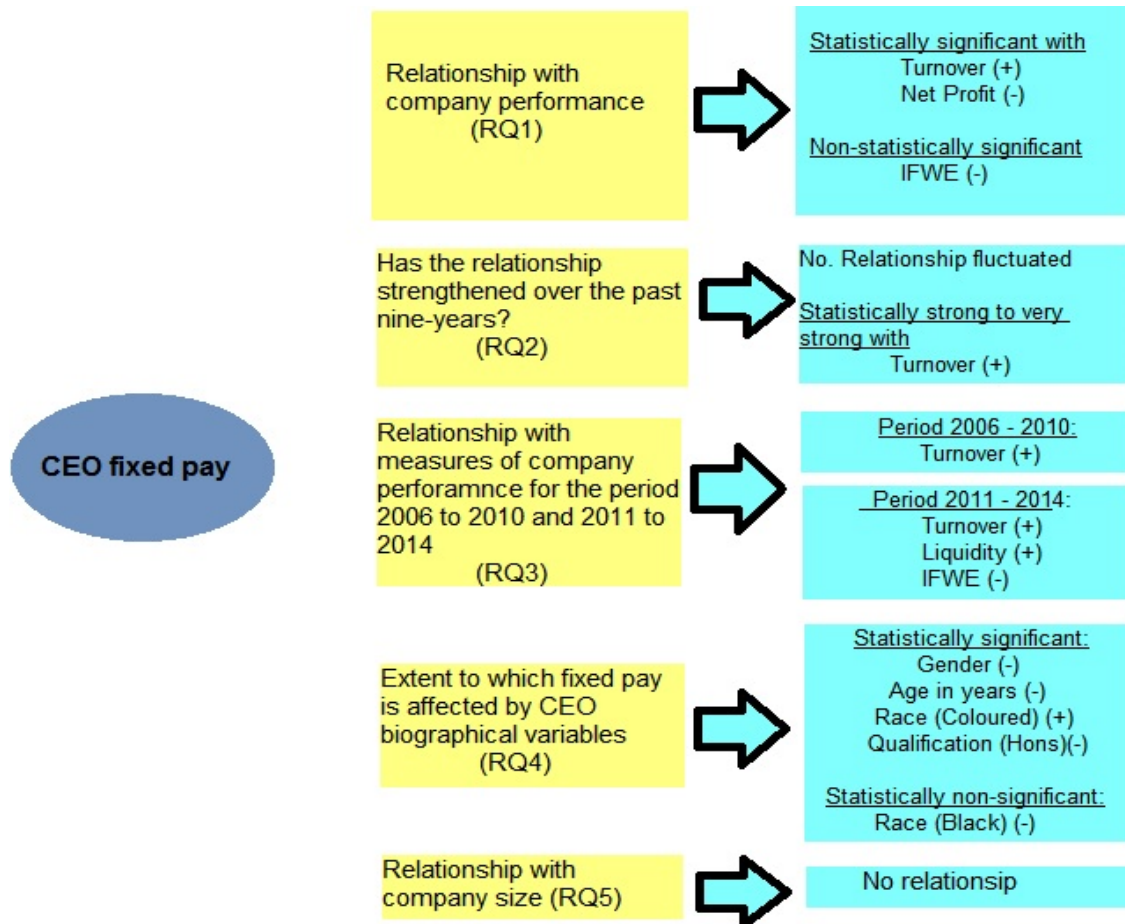 CEO fixed pay
Relationship with
company performance
(RQ1)
Statistically significant with
Turnover (+)
Net Profit (-)
Non-statistically significant
IFWE (-)
Has the relationship
strengthened over the past
nine-years?
(RQ2)
No. Relationship fluctuated
Statistically strong to very
strong with
Turnover (+)
Relationship with
measures of company
perforamnce for the period
2006 to 2010 and 2011 to
2014
(RQ3)
Period 2006 - 2010:
Turnover (+)
Period 2011 - 2014:
Turnover (+)
Liquidity (+)
IFWE (-)
Extent to which fixed pay
is affected by CEO
biographical variables
(RQ4)
Statistically significant:
Gender (-)
Age in years (-)
Race (Coloured) (+)
Qualification (Hons)(-)
Statistically non-significant:
Race (Black) (-)
Relationship with
company size (RQ5)
No relationsip